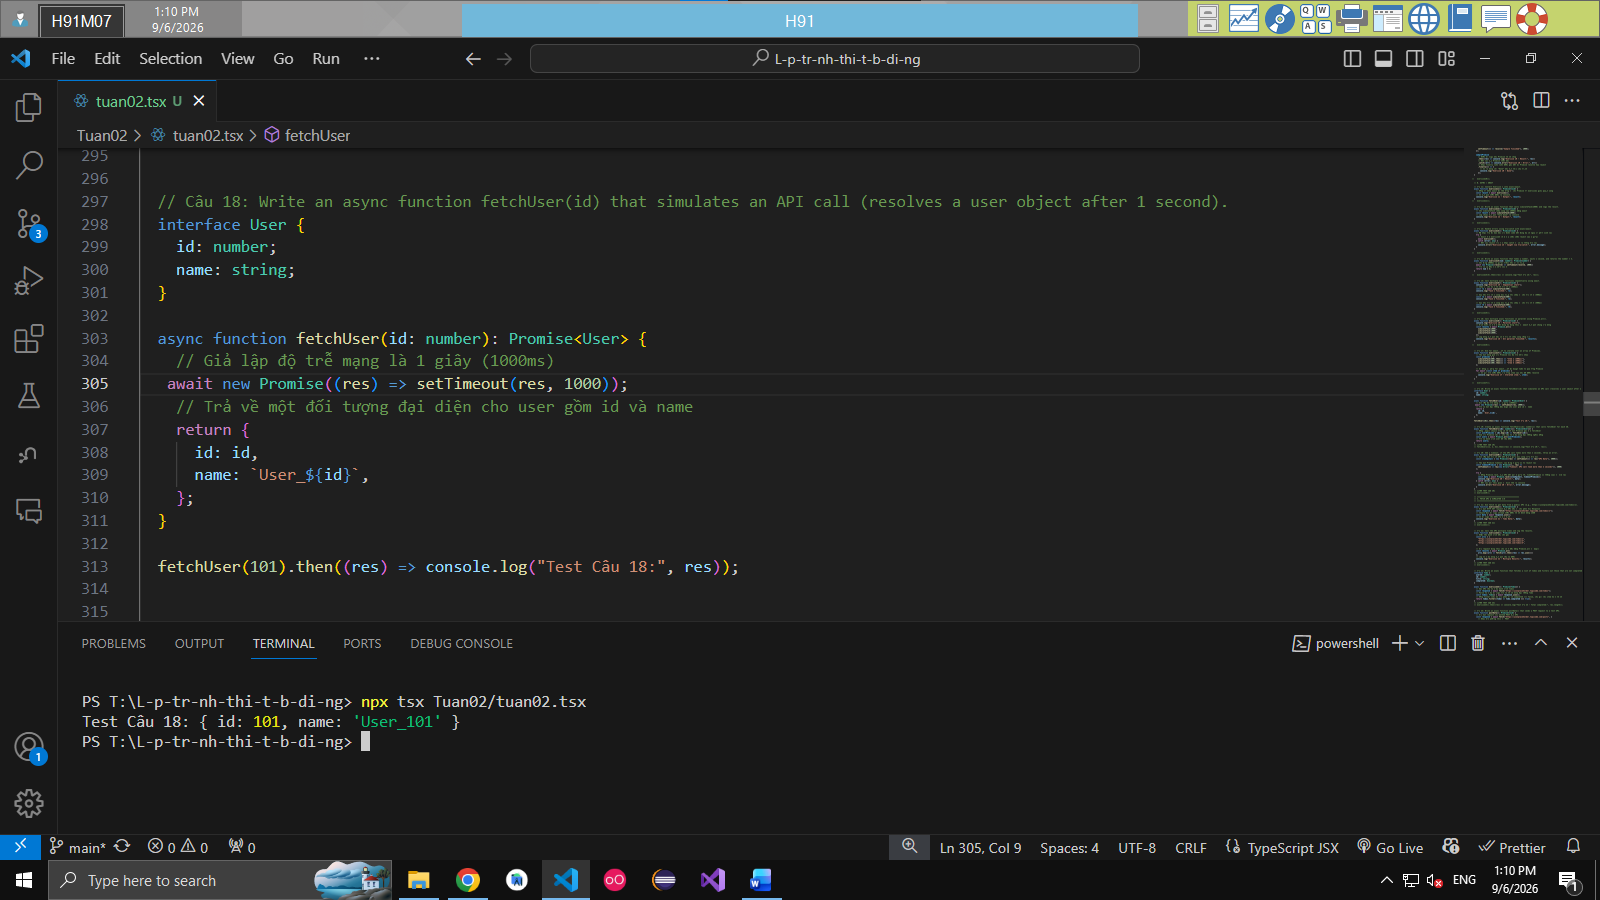 H91M07
1:10 PM
9/6/2026
H91
File Edit Selection View Go Run ···
L-p-tr-nh-thi-t-b-di-ng
tuan02.tsx U
Tuan02 > tuan02.tsx > fetchUser
295
296
297 // Câu 18: Write an async function fetchUser(id) that simulates an API call (resolves a user object after 1 second).
298 interface User {
299 id: number;
300 name: string;
301 }
302
303 async function fetchUser(id: number): Promise<User> {
304 // Giả lập độ trễ mạng là 1 giây (1000ms)
305 await new Promise((res) => setTimeout(res, 1000));
306 // Trả về một đối tượng đại diện cho user gồm id và name
307 return {
308 id: id,
309 name: `User_${id}`,
310 };
311 }
312
313 fetchUser(101).then((res) => console.log("Test Câu 18:", res));
314
315
PROBLEMS OUTPUT TERMINAL PORTS DEBUG CONSOLE
powershell
PS T:\L-p-tr-nh-thi-t-b-di-ng> npx tsx Tuan02/tuan02.tsx
Test Câu 18: { id: 101, name: 'User_101' }
PS T:\L-p-tr-nh-thi-t-b-di-ng>
3
1
main* 0 0 0
Ln 305, Col 9 Spaces: 4 UTF-8 CRLF TypeScript JSX Go Live Prettier
Type here to search
ENG
1:10 PM
9/6/2026
1